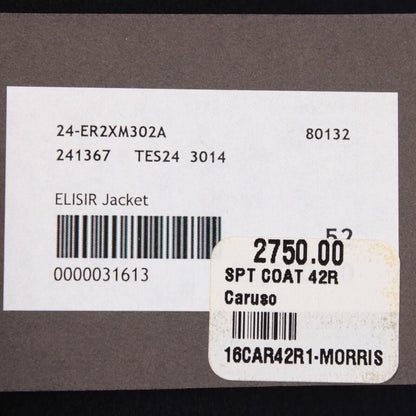 24-ER2XM302A 80132
241367 TES24 3014
ELISIR Jacket
52
0000031613
2750.00
SPT COAT 42R
Caruso
16CAR42R1-MORRIS